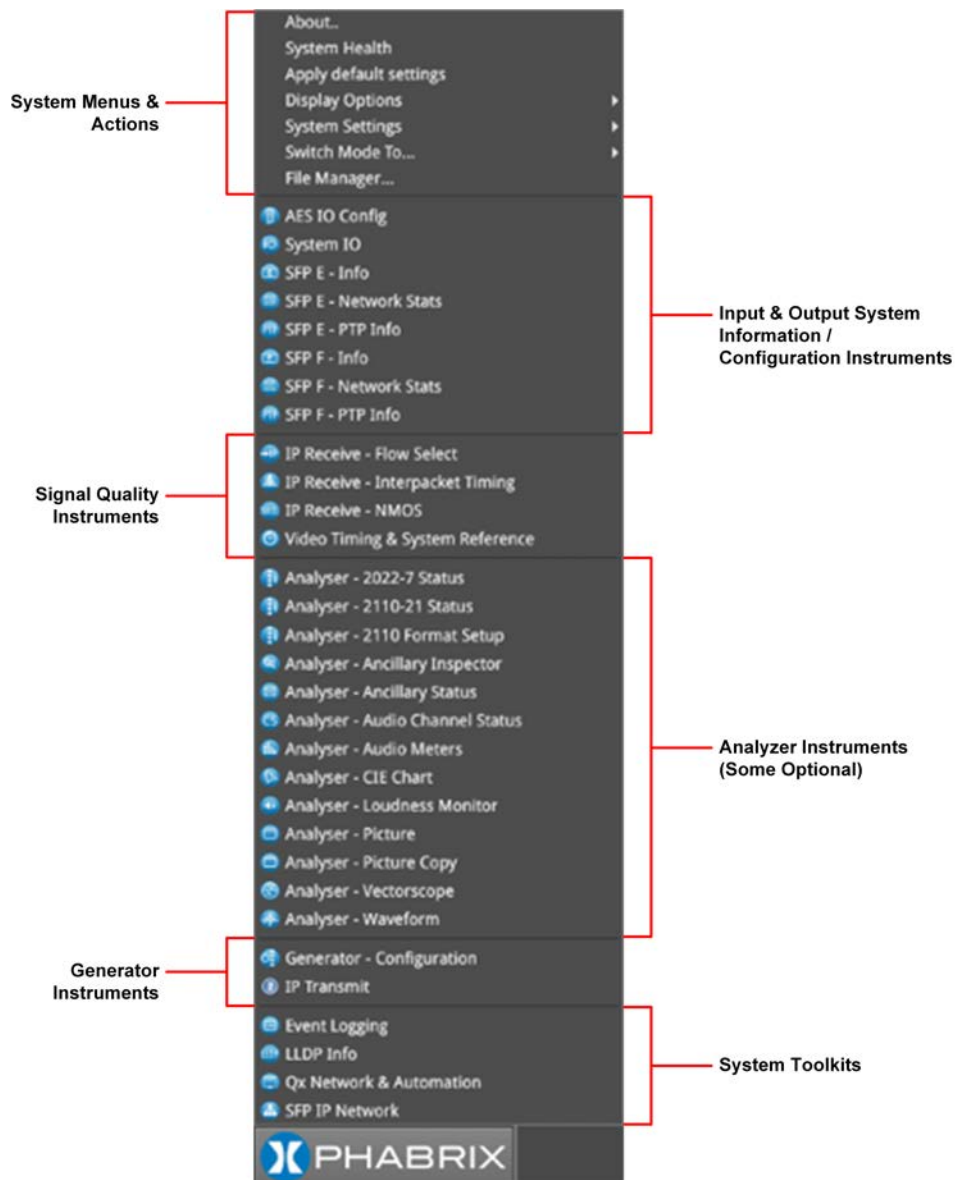 About..
System Health
Apply default settings
Display Options
System Settings
Switch Mode To...
File Manager...
System Menus &
Actions
AES IO Config
System IO
SFP E - Info
SFP E - Network Stats
SFP E - PTP Info
SFP F - Info
SFP F - Network Stats
SFP F - PTP Info
Input & Output System
Information /
Configuration Instruments
IP Receive - Flow Select
IP Receive - Interpacket Timing
IP Receive - NMOS
Video Timing & System Reference
Signal Quality
Instruments
Analyser - 2022-7 Status
Analyser - 2110-21 Status
Analyser - 2110 Format Setup
Analyser - Ancillary Inspector
Analyser - Ancillary Status
Analyser - Audio Channel Status
Analyser - Audio Meters
Analyser - CIE Chart
Analyser - Loudness Monitor
Analyser - Picture
Analyser - Picture Copy
Analyser - Vectorscope
Analyser - Waveform
Analyzer Instruments
(Some Optional)
Generator - Configuration
IP Transmit
Generator
Instruments
Event Logging
LLDP Info
Qx Network & Automation
SFP IP Network
System Toolkits
PHABRIX